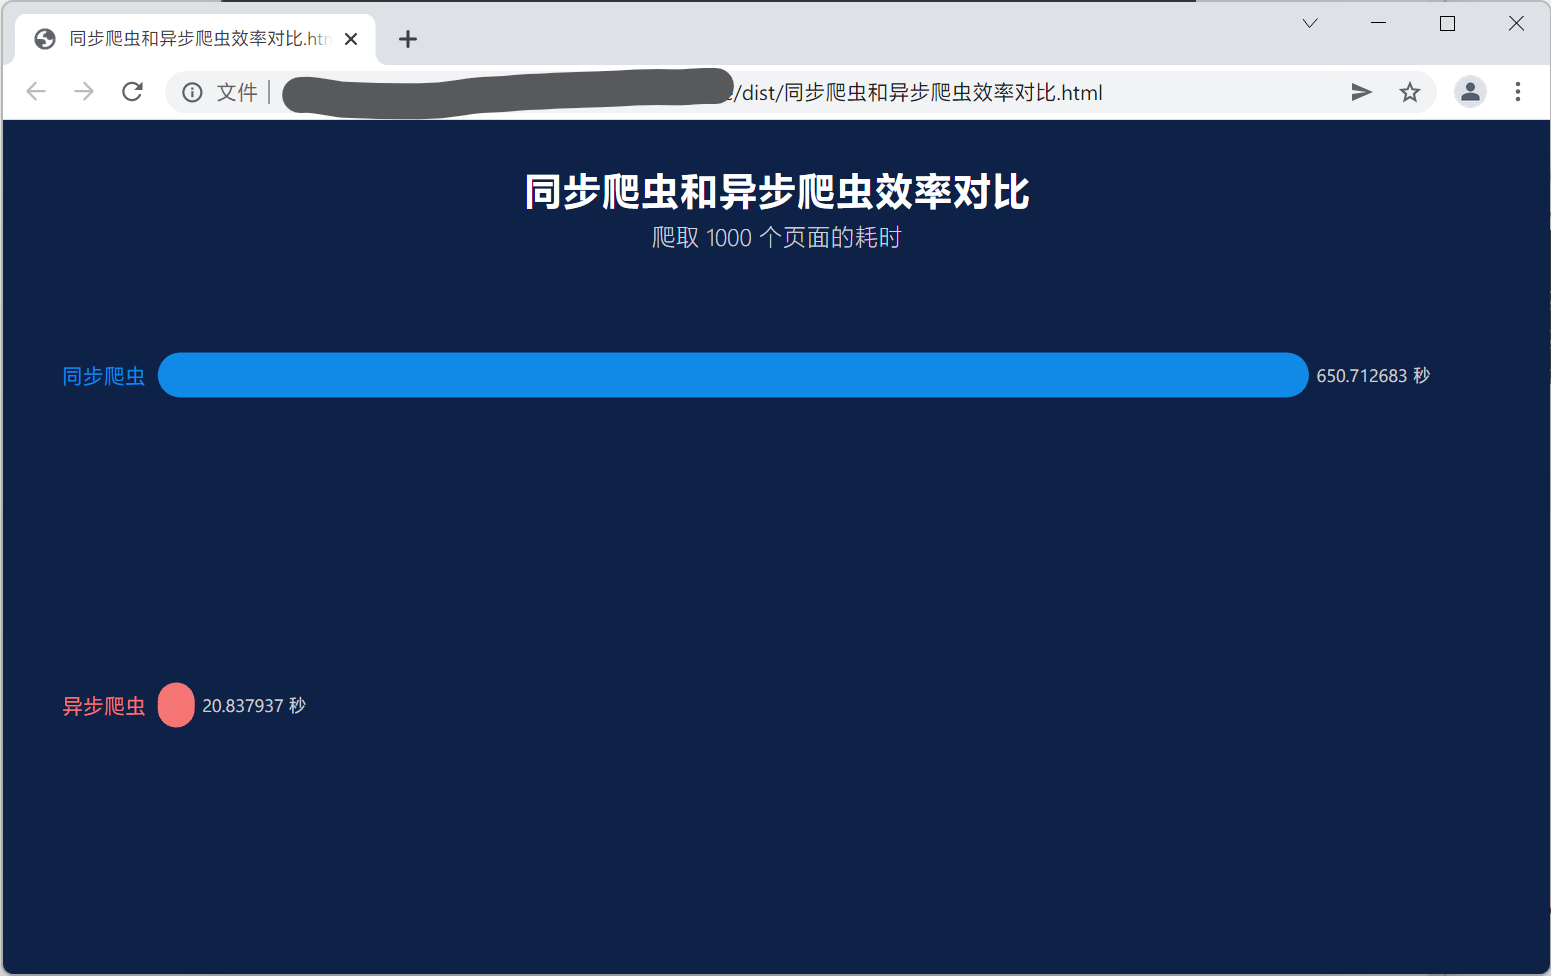 同步爬虫和异步爬虫效率对比.htm
文件
/dist/同步爬虫和异步爬虫效率对比.html
同步爬虫和异步爬虫效率对比
爬取 1000 个页面的耗时
同步爬虫
650.712683 秒
异步爬虫
20.837937 秒